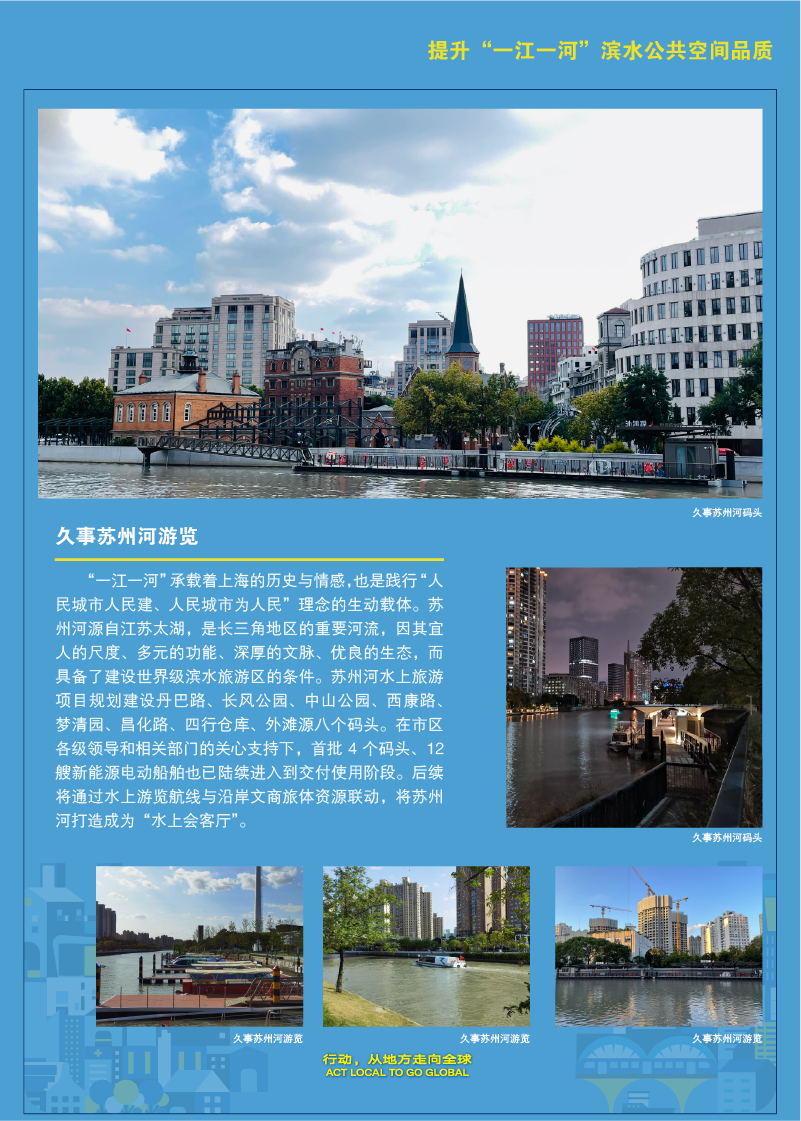 提升“一江一河”滨水公共空间品质
久事苏州河码头
久事苏州河游览
“一江一河”承载着上海的历史与情感,也是践行“人
民城市人民建、人民城市为人民”理念的生动载体。苏
州河源自江苏太湖，是长三角地区的重要河流，因其宜
人的尺度、多元的功能、深厚的文脉、优良的生态，而
具备了建设世界级滨水旅游区的条件。苏州河水上旅游
项目规划建设丹巴路、长风公园、中山公园、西康路、
梦清园、昌化路、四行仓库、外滩源八个码头。在市区
各级领导和相关部门的关心支持下，首批 4 个码头、12
艘新能源电动船舶也已陆续进入到交付使用阶段。后续
将通过水上游览航线与沿岸文商旅体资源联动，将苏州
河打造成为“水上会客厅”。
久事苏州河码头
久事苏州河游览
久事苏州河游览
久事苏州河游览
行动，从地方走向全球
ACT LOCAL TO GO GLOBAL